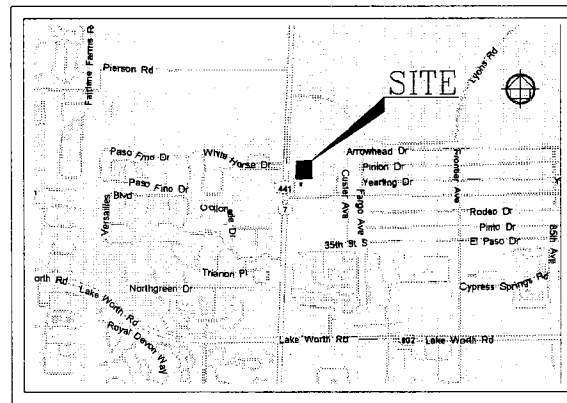 SITE
Lyons Rd
Pierson Rd
Fairlane Farms R
Paso Fino Dr
White Horse Dr
Arrowhead Dr
Pinion Dr
Yearling Dr
Frontier Ave
Paso Fino Dr
Versailles Blvd
441
7
Custer Ave
Fargo Ave
Rodeo Dr
Pinto Dr
El Paso Dr
85th Ave
35th St S
Trianon Pl
Northgreen Dr
Cypress Springs Rd
orth Rd
Lake Worth Rd
Royal Devon Way
Lake Worth Rd
802
Lake Worth Rd